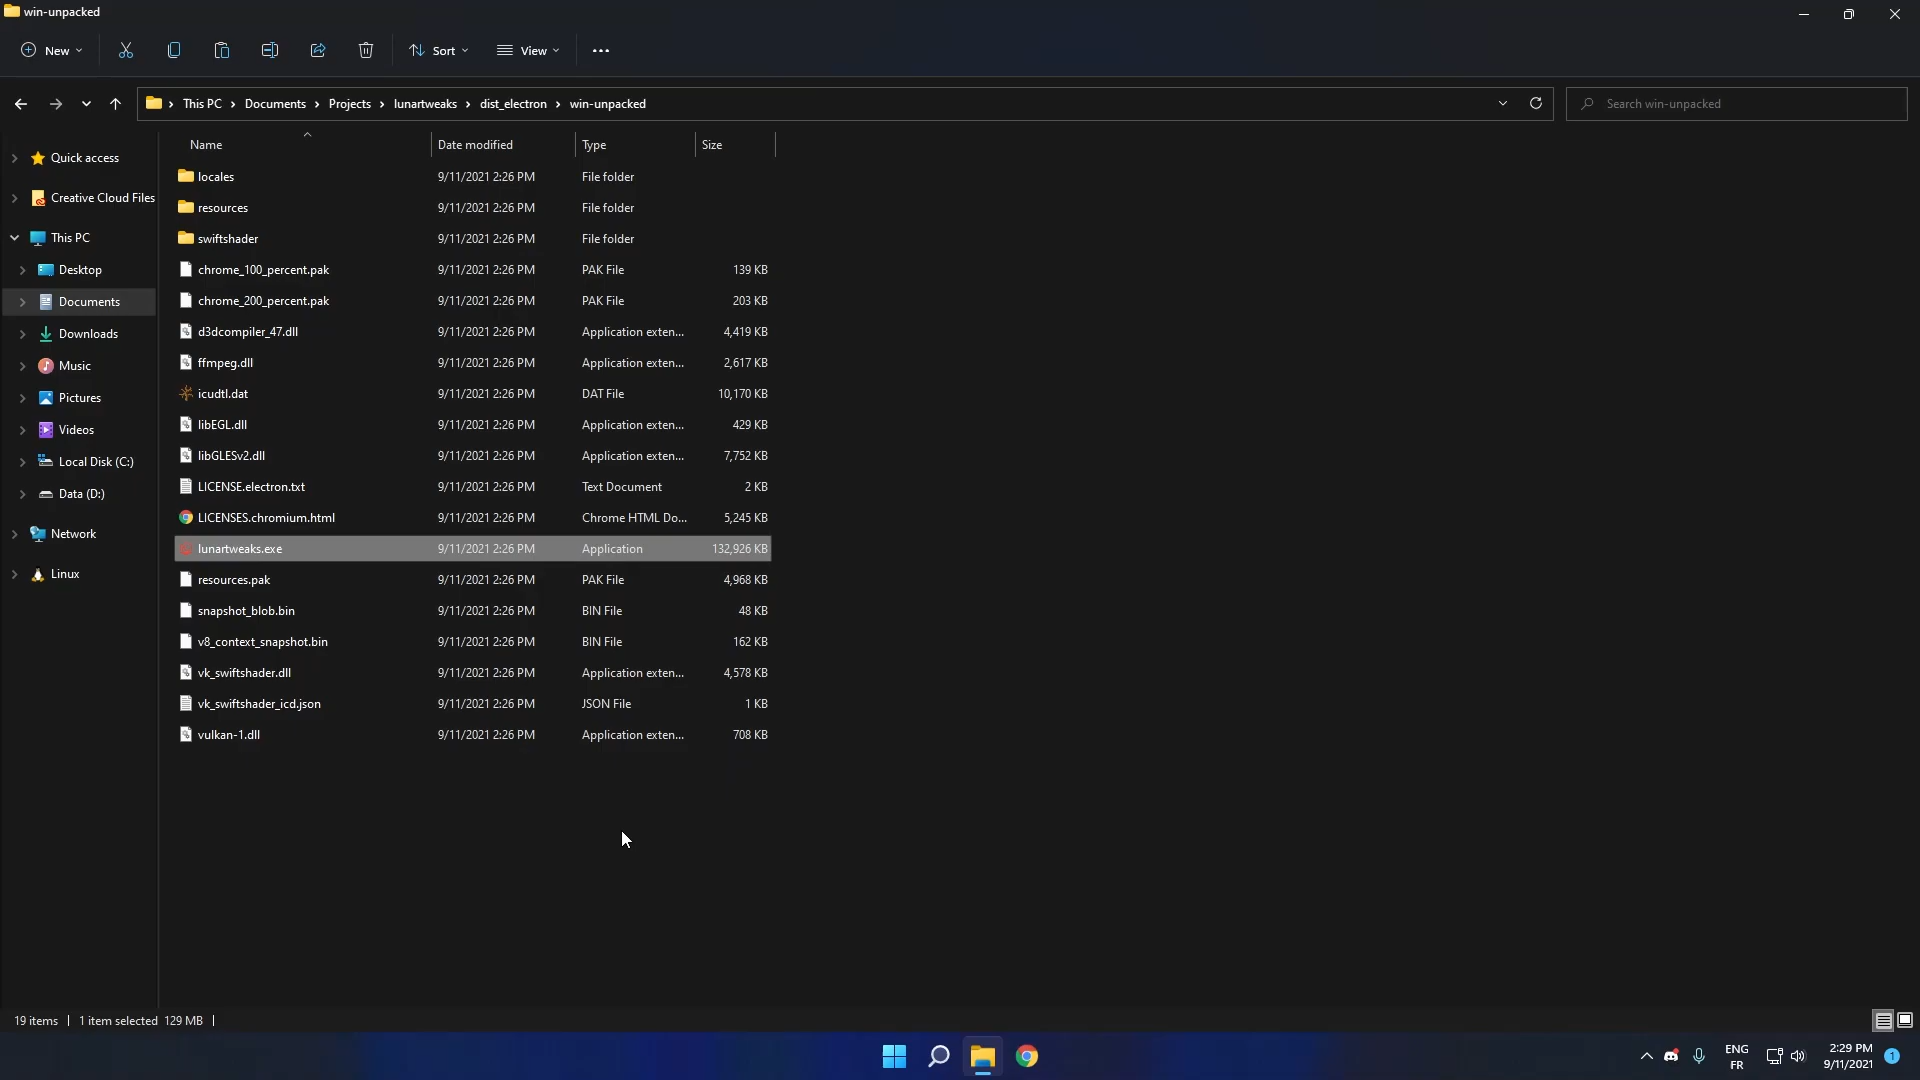 win-unpacked
New
Sort
View
This PC
Documents
Projects
lunartweaks
dist_electron
win-unpacked
Search win-unpacked
Name
Date modified
Type
Size
Quick access
Creative Cloud Files
This PC
Desktop
Documents
Downloads
Music
Pictures
Videos
Local Disk (C:)
Data (D:)
Network
Linux
locales 9/11/2021 2:26 PM File folder
resources 9/11/2021 2:26 PM File folder
swiftshader 9/11/2021 2:26 PM File folder
chrome_100_percent.pak 9/11/2021 2:26 PM PAK File 139 KB
chrome_200_percent.pak 9/11/2021 2:26 PM PAK File 203 KB
d3dcompiler_47.dll 9/11/2021 2:26 PM Application exten... 4,419 KB
ffmpeg.dll 9/11/2021 2:26 PM Application exten... 2,617 KB
icudtl.dat 9/11/2021 2:26 PM DAT File 10,170 KB
libEGL.dll 9/11/2021 2:26 PM Application exten... 429 KB
libGLESv2.dll 9/11/2021 2:26 PM Application exten... 7,752 KB
LICENSE.electron.txt 9/11/2021 2:26 PM Text Document 2 KB
LICENSES.chromium.html 9/11/2021 2:26 PM Chrome HTML Do... 5,245 KB
lunartweaks.exe 9/11/2021 2:26 PM Application 132,926 KB
resources.pak 9/11/2021 2:26 PM PAK File 4,968 KB
snapshot_blob.bin 9/11/2021 2:26 PM BIN File 48 KB
v8_context_snapshot.bin 9/11/2021 2:26 PM BIN File 162 KB
vk_swiftshader.dll 9/11/2021 2:26 PM Application exten... 4,578 KB
vk_swiftshader_icd.json 9/11/2021 2:26 PM JSON File 1 KB
vulkan-1.dll 9/11/2021 2:26 PM Application exten... 708 KB
19 items
1 item selected 129 MB
ENG
FR
2:29 PM
9/11/2021
1